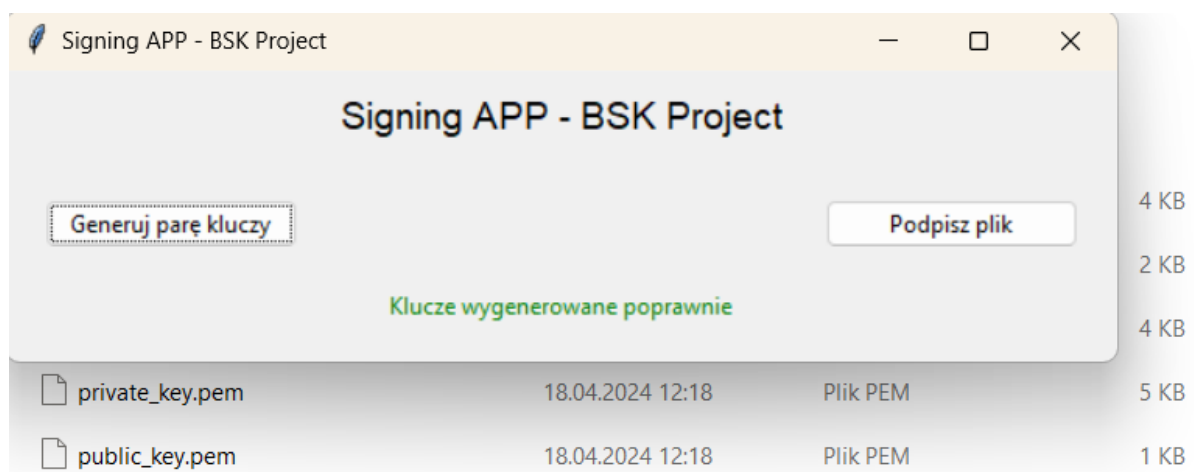 Signing APP - BSK Project
Signing APP - BSK Project
Generuj parę kluczy Podpisz plik
4 KB
2 KB
Klucze wygenerowane poprawnie
4 KB
private_key.pem 18.04.2024 12:18 Plik PEM 5 KB
public_key.pem 18.04.2024 12:18 Plik PEM 1 KB